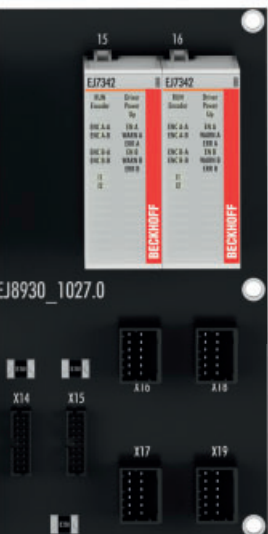 15 16
EJ7342 EJ7342
RUN Driver RUN Driver
Encoder Power Encoder Power
Up Up
ENC A-A EN A ENC A-A EN A
ENC A-B WARN A ENC A-B WARN A
ERR A ERR A
ENC B-A EN B ENC B-A EN B
ENC B-B WARN B ENC B-B WARN B
ERR B ERR B
I1 I1
I2 I2
BECKHOFF BECKHOFF
EJ8930_1027.0
X16 X18
X14 X15
X17 X19